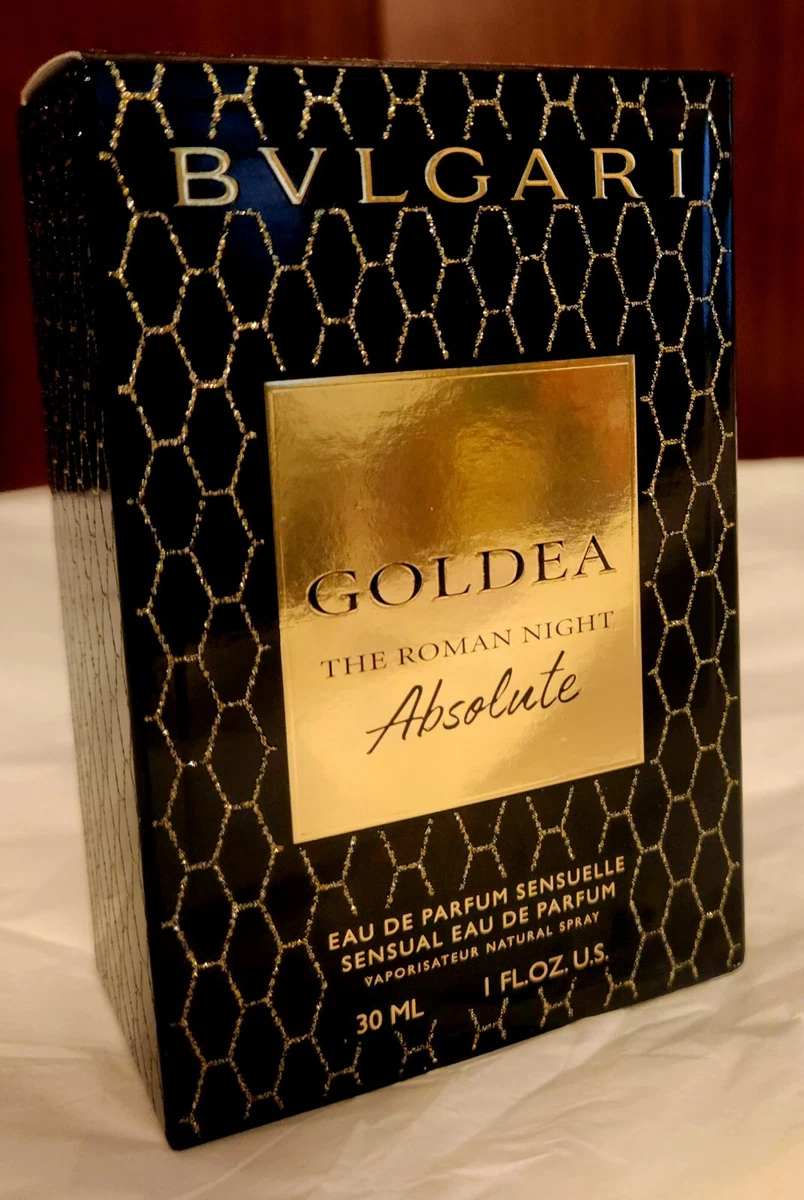 BVLGARI
GOLDEA
THE ROMAN NIGHT
Absolute
EAU DE PARFUM SENSUELLE
SENSUAL EAU DE PARFUM
VAPORISATEUR NATURAL SPRAY
30 ML 1 FL.OZ. U.S.